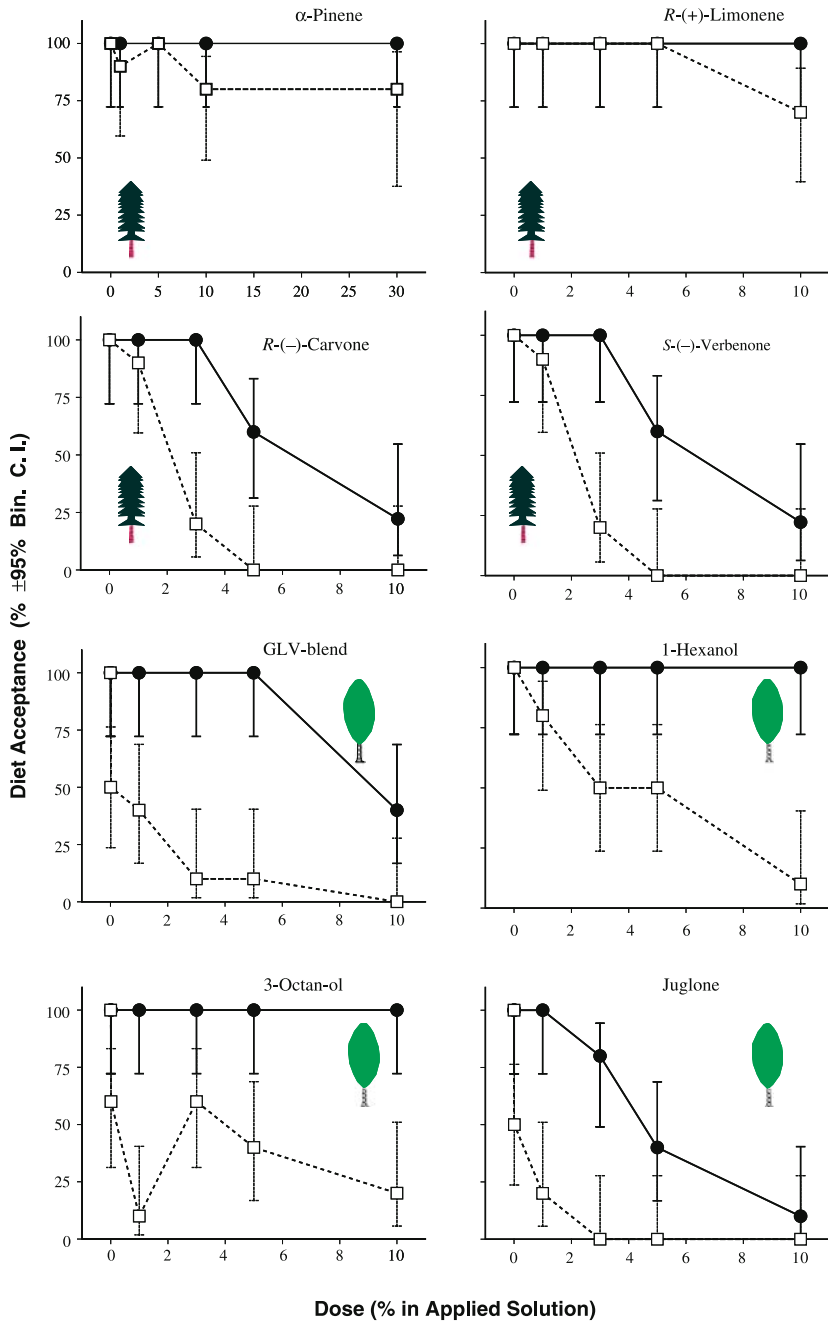 α-Pinene
100
75
50
25
0
0 5 10 15 20 25 30
R-(+)-Limonene
0 2 4 6 8 10
R-(–)-Carvone
100
75
50
25
0
0 2 4 6 8 10
S-(–)-Verbenone
0 2 4 6 8 10
GLV-blend
100
75
50
25
0
0 2 4 6 8 10
1-Hexanol
0 2 4 6 8 10
3-Octan-ol
100
75
50
25
0
0 2 4 6 8 10
Juglone
0 2 4 6 8 10
Diet Acceptance (% ±95% Bin. C. I.)
Dose (% in Applied Solution)